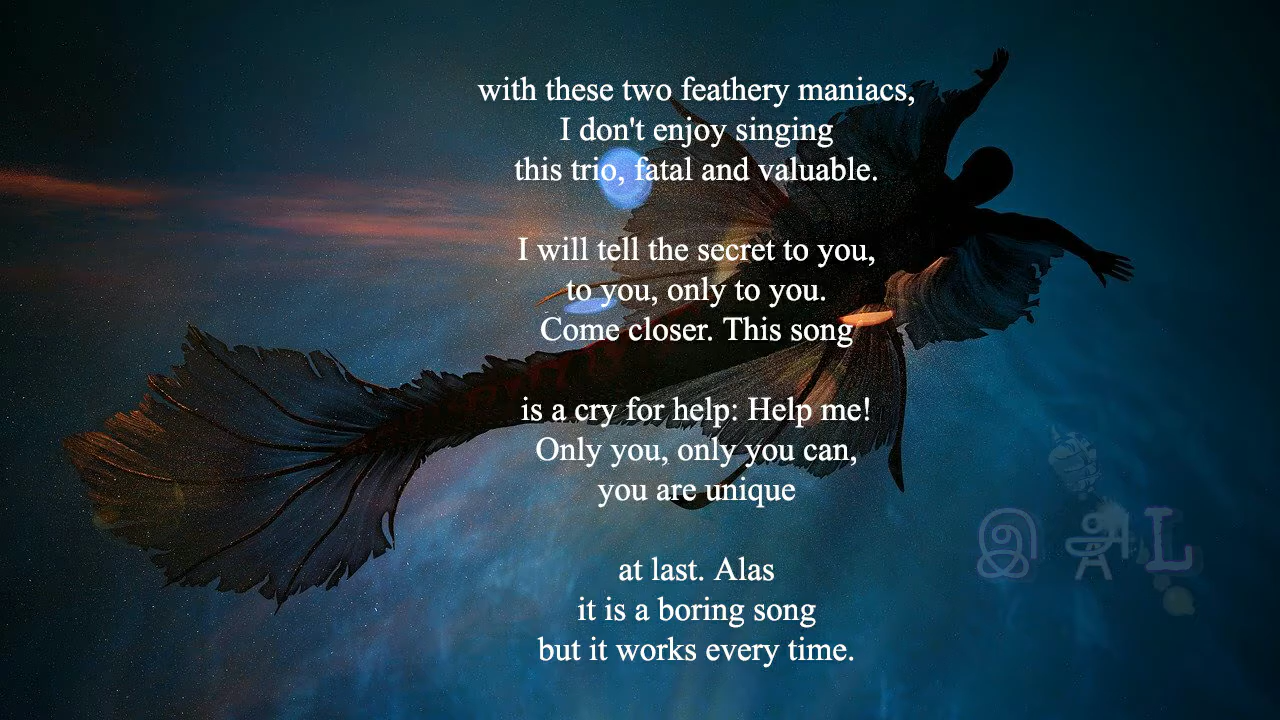 with these two feathery maniacs,
I don't enjoy singing
this trio, fatal and valuable.
I will tell the secret to you,
to you, only to you.
Come closer. This song
is a cry for help: Help me!
Only you, only you can,
you are unique
at last. Alas
it is a boring song
but it works every time.